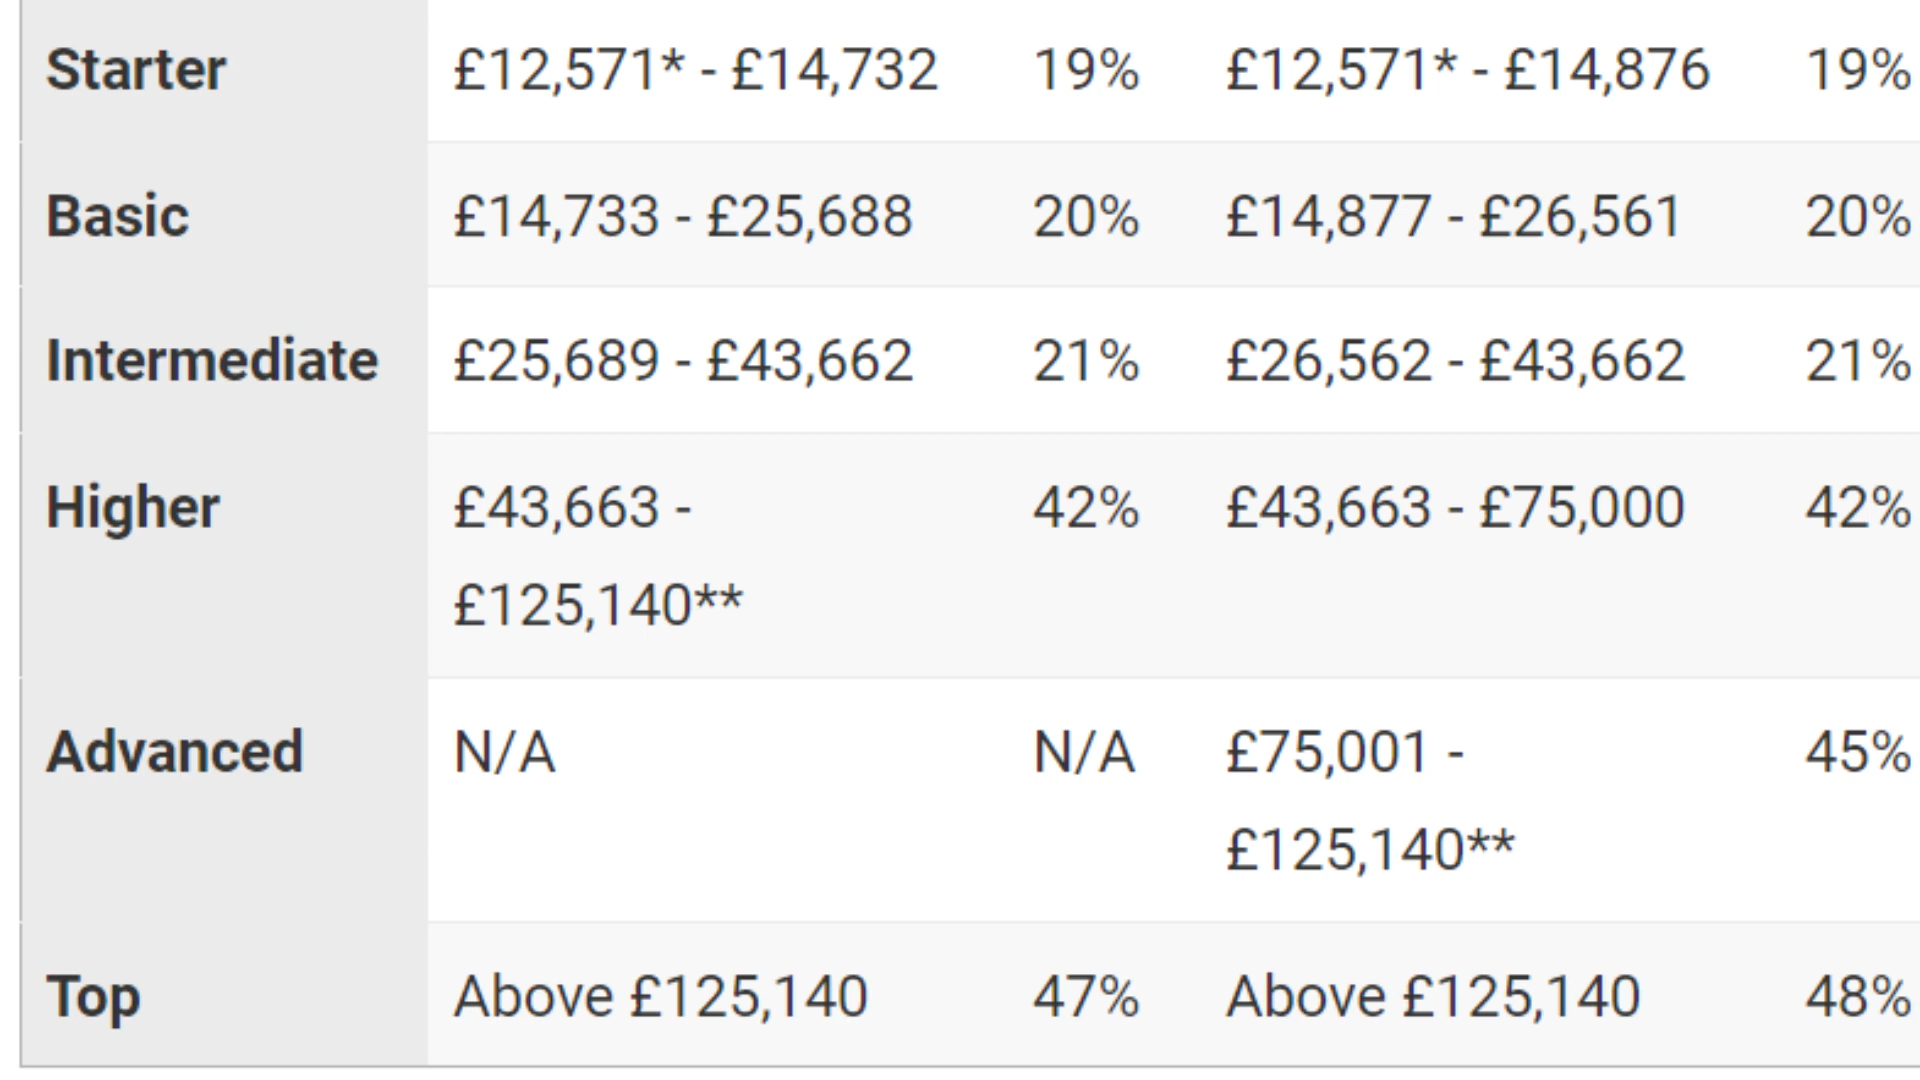 Starter £12,571* - £14,732 19% £12,571* - £14,876 19%
Basic £14,733 - £25,688 20% £14,877 - £26,561 20%
Intermediate £25,689 - £43,662 21% £26,562 - £43,662 21%
Higher £43,663 - 42% £43,663 - £75,000 42%
£125,140**
Advanced N/A N/A £75,001 - 45%
£125,140**
Top Above £125,140 47% Above £125,140 48%